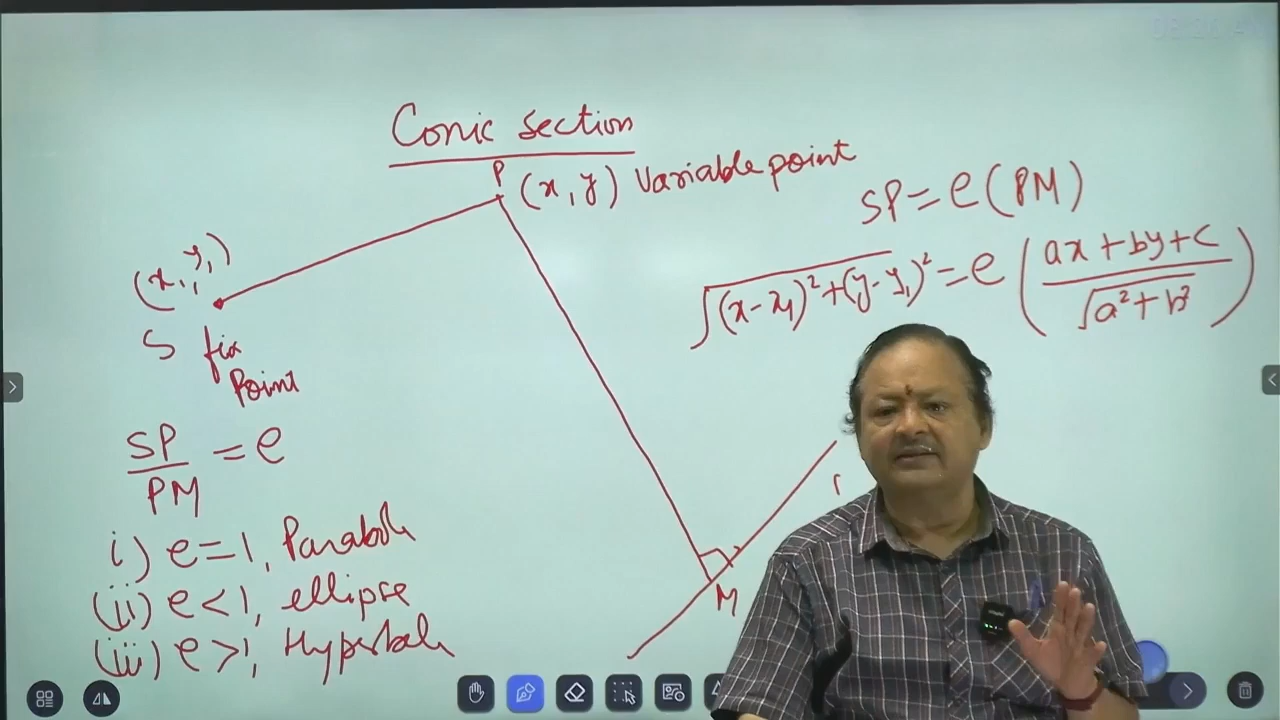 Conic section
P (x, y) Variable point
(x₁, y₁)
S fix
Point
SP/PM = e
i) e=1, Parabola
(ii) e<1, ellipse
(iii) e>1, Hyperbola
M
SP = e(PM)
√(x-x₁)²+(y-y₁)² = e((ax+by+c)/√(a²+b²))